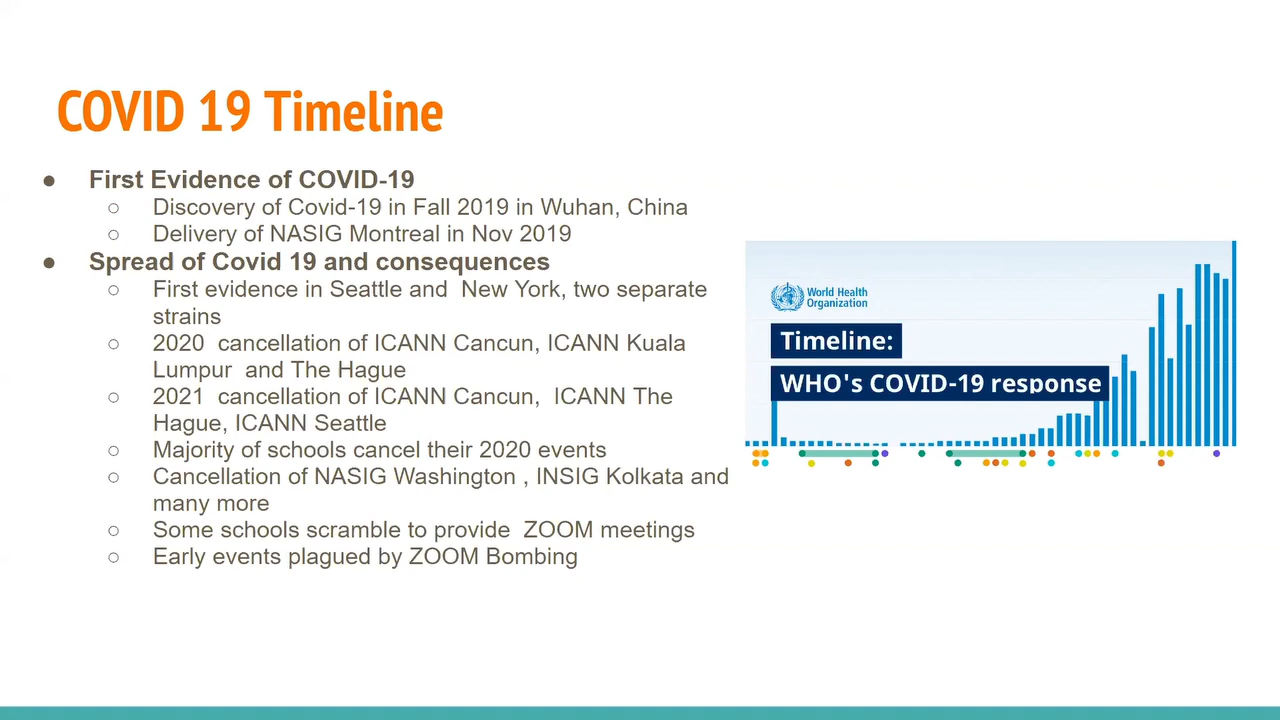 COVID 19 Timeline
● First Evidence of COVID-19
○ Discovery of Covid-19 in Fall 2019 in Wuhan, China
○ Delivery of NASIG Montreal in Nov 2019
● Spread of Covid 19 and consequences
○ First evidence in Seattle and  New York, two separate
strains
○ 2020  cancellation of ICANN Cancun, ICANN Kuala
Lumpur  and The Hague
○ 2021  cancellation of ICANN Cancun,  ICANN The
Hague, ICANN Seattle
○ Majority of schools cancel their 2020 events
○ Cancellation of NASIG Washington , INSIG Kolkata and
many more
○ Some schools scramble to provide  ZOOM meetings
○ Early events plagued by ZOOM Bombing
World Health
Organization
Timeline:
WHO's COVID-19 response